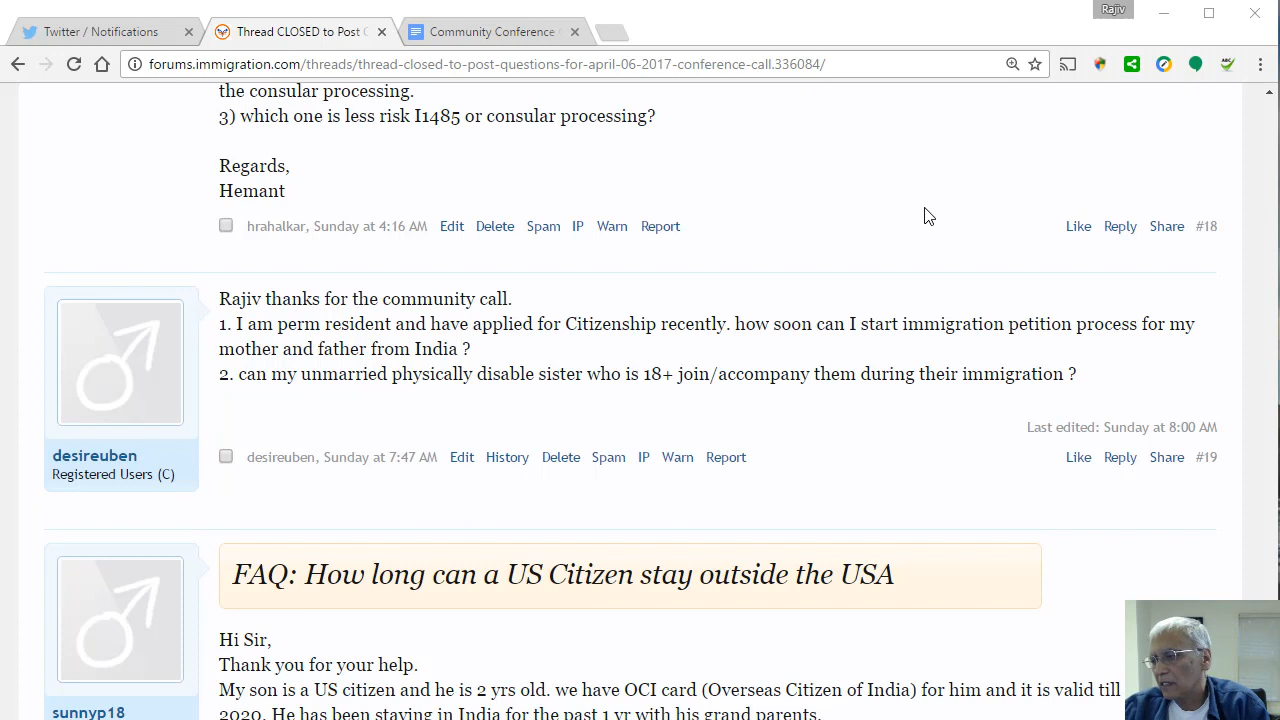 Rajiv
Twitter / Notifications
Thread CLOSED to Post
Community Conference
forums.immigration.com/threads/thread-closed-to-post-questions-for-april-06-2017-conference-call.336084/
the consular processing.
3) which one is less risk I1485 or consular processing?
Regards,
Hemant
hrahalkar, Sunday at 4:16 AM Edit Delete Spam IP Warn Report Like Reply Share #18
Rajiv thanks for the community call.
1. I am perm resident and have applied for Citizenship recently. how soon can I start immigration petition process for my
mother and father from India ?
2. can my unmarried physically disable sister who is 18+ join/accompany them during their immigration ?
Last edited: Sunday at 8:00 AM
desireuben
Registered Users (C)
desireuben, Sunday at 7:47 AM Edit History Delete Spam IP Warn Report Like Reply Share #19
FAQ: How long can a US Citizen stay outside the USA
Hi Sir,
Thank you for your help.
My son is a US citizen and he is 2 yrs old. we have OCI card (Overseas Citizen of India) for him and it is valid till
2020. He has been staying in India for the past 1 yr with his grand parents.
sunnyp18